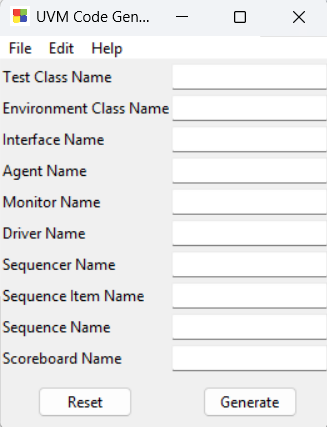 UVM Code Gen...
File Edit Help
Test Class Name
Environment Class Name
Interface Name
Agent Name
Monitor Name
Driver Name
Sequencer Name
Sequence Item Name
Sequence Name
Scoreboard Name
Reset Generate